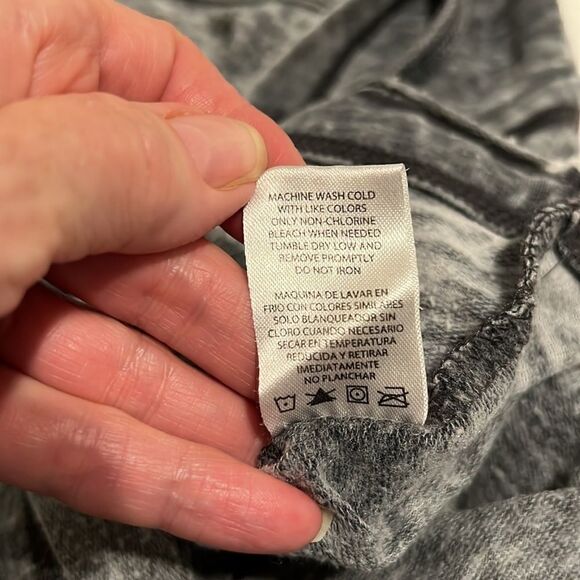 MACHINE WASH COLD
WITH LIKE COLORS
ONLY NON-CHLORINE
BLEACH WHEN NEEDED
TUMBLE DRY LOW AND
REMOVE PROMPTLY
DO NOT IRON
MAQUINA DE LAVAR EN
FRIO CON COLORES SIMILARES
SOLO BLANQUEADOR SIN
CLORO CUANDO NECESARIO
SECAR EN TEMPERATURA
REDUCIDA Y RETIRAR
IMEDIATAMENTE
NO PLANCHAR